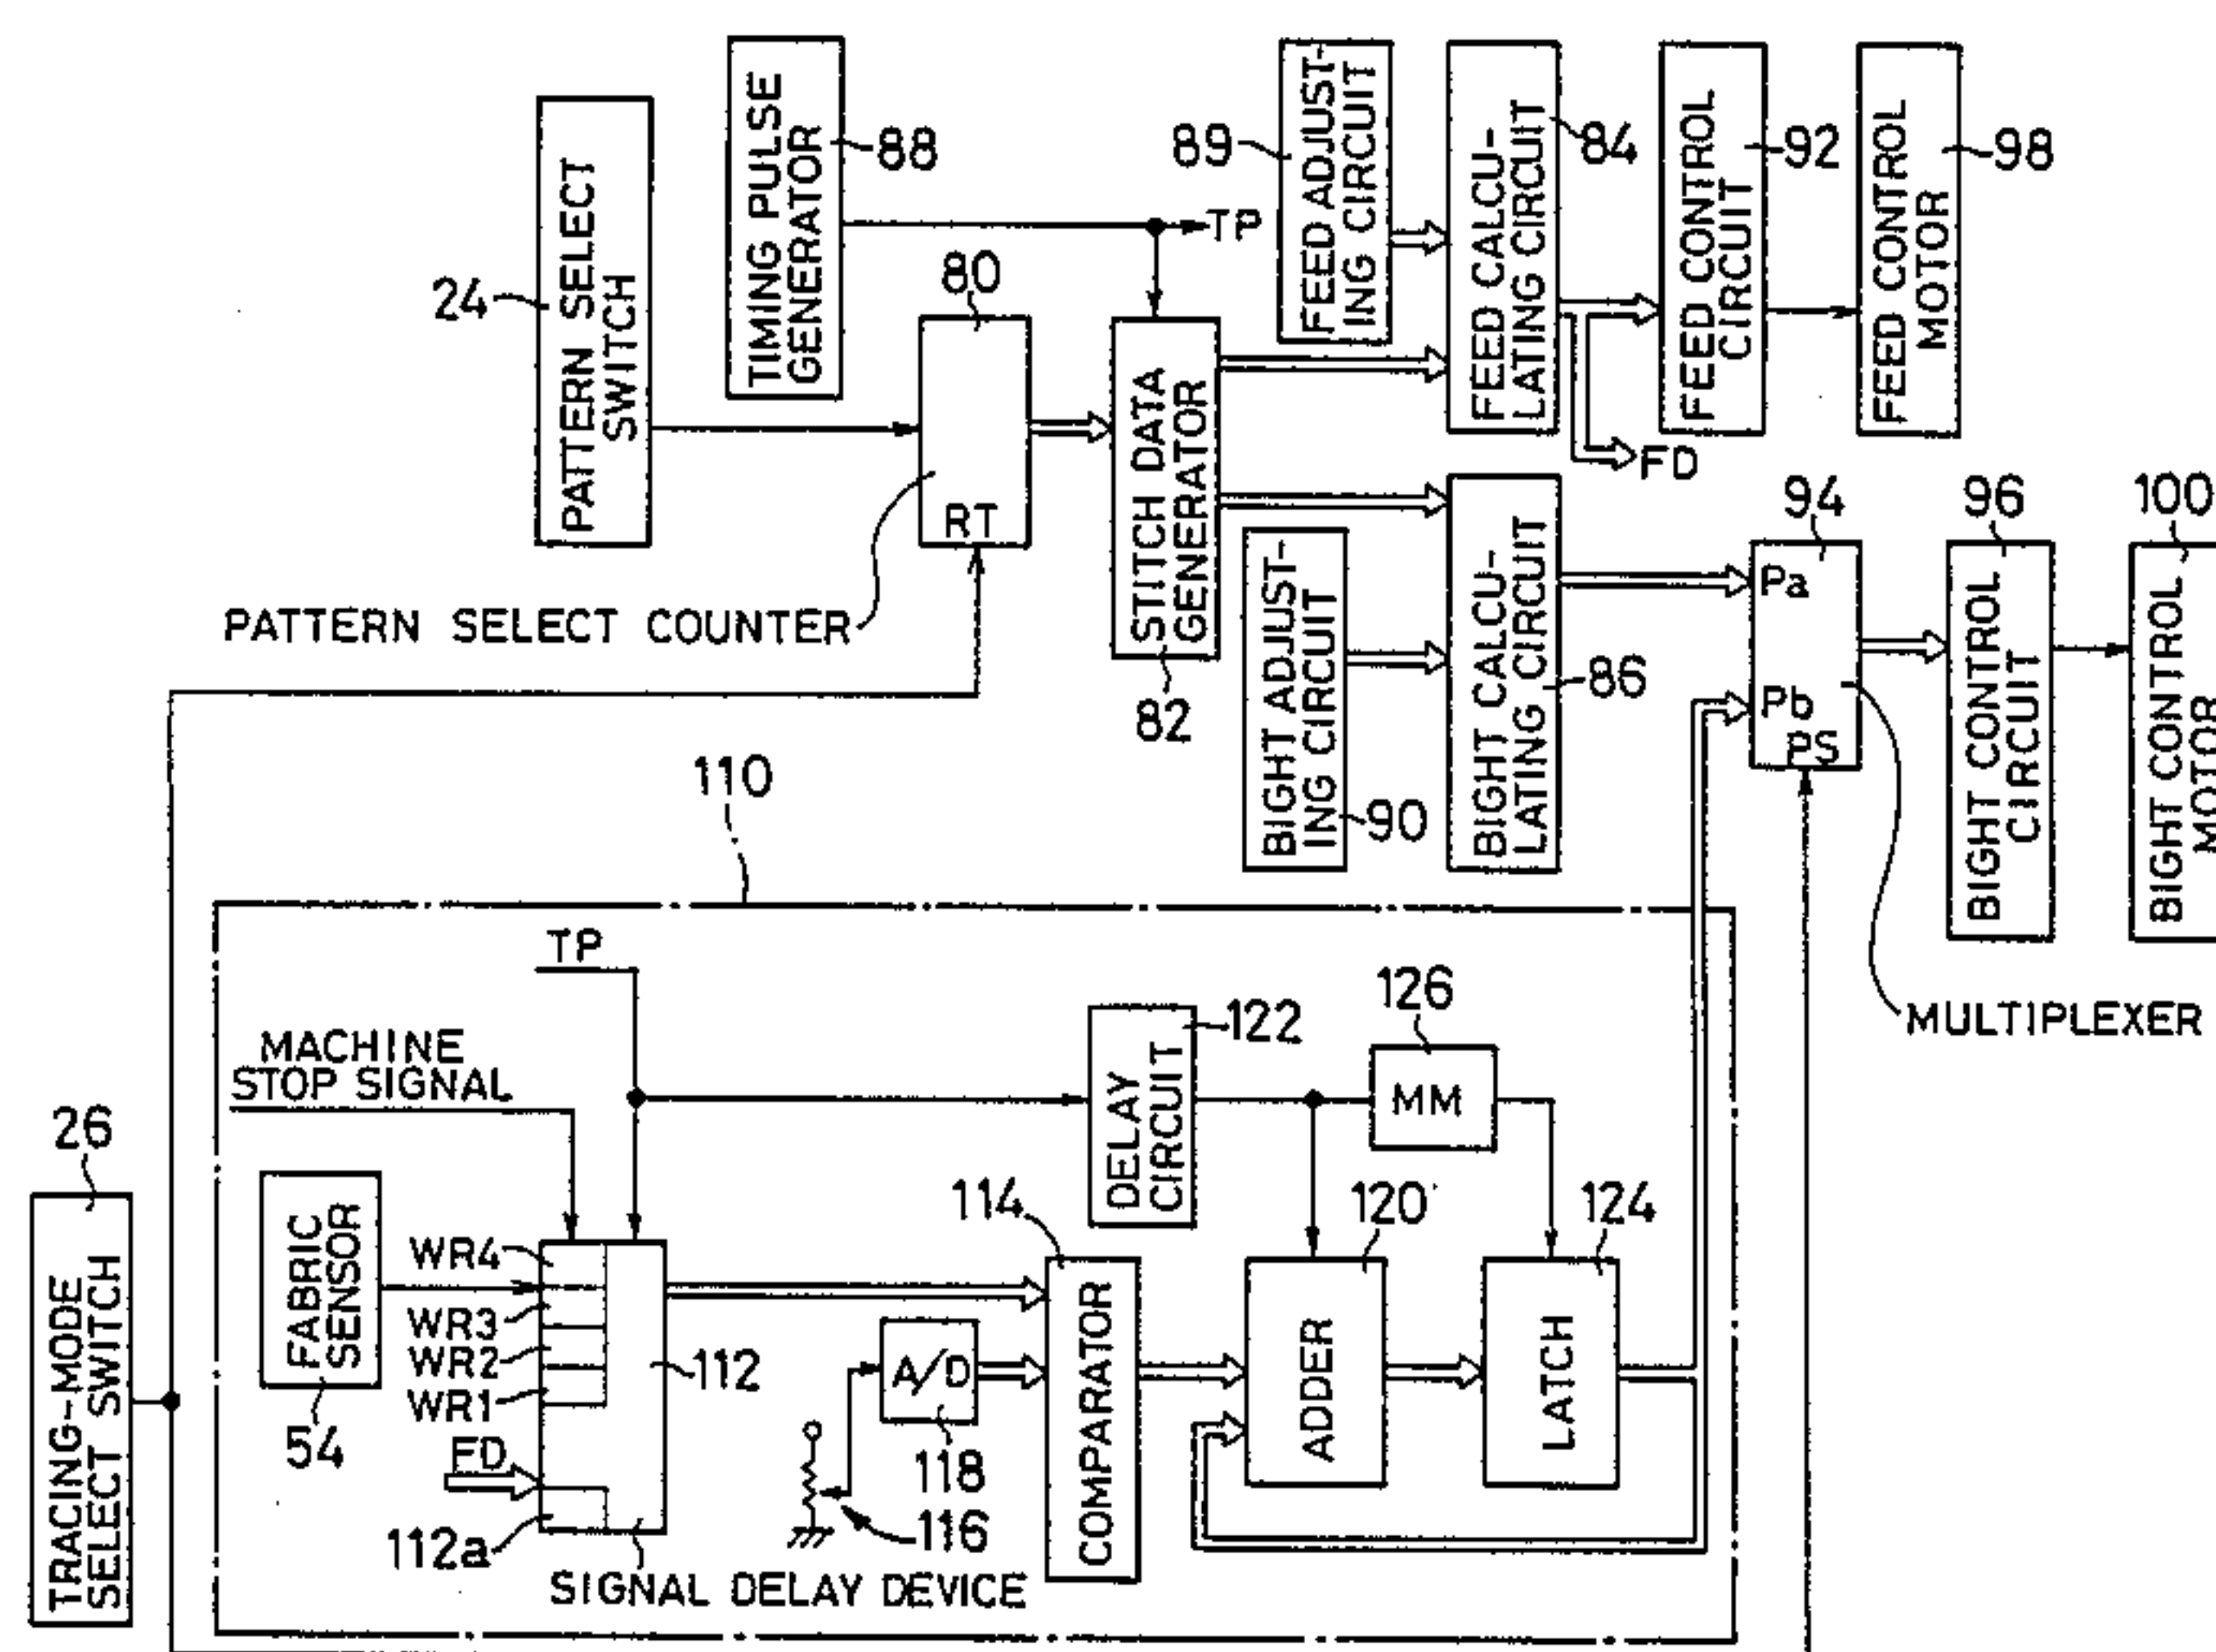 24
PATTERN SELECT
SWITCH
TIMING PULSE
GENERATOR
88
TP
80
RT
PATTERN SELECT COUNTER
STITCH DATA
GENERATOR
82
89
FEED ADJUST-
ING CIRCUIT
FEED CALCU-
LATING CIRCUIT
84
FEED CONTROL
CIRCUIT
92
FEED CONTROL
MOTOR
98
FD
BIGHT ADJUST-
ING CIRCUIT
90
BIGHT CALCU-
LATING CIRCUIT
86
94
Pa
Pb
PS
MULTIPLEXER
96
BIGHT CONTROL
CIRCUIT
100
BIGHT CONTROL
MOTOR
110
TP
MACHINE
STOP SIGNAL
26
TRACING-MODE
SELECT SWITCH
FABRIC
SENSOR
54
WR4
WR3
WR2
WR1
FD
112a
112
SIGNAL DELAY DEVICE
A/D
118
116
114
COMPARATOR
DELAY
CIRCUIT
122
126
MM
120
ADDER
124
LATCH